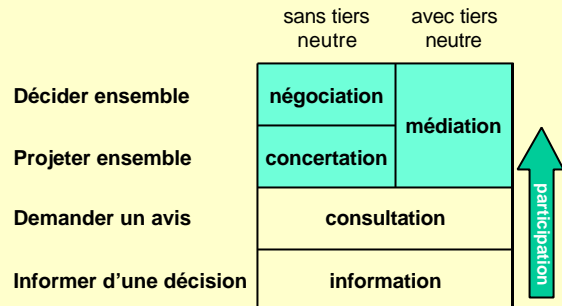 sans tiers
neutre
avec tiers
neutre
Décider ensemble
négociation
médiation
Projeter ensemble
concertation
Demander un avis
consultation
Informer d'une décision
information
participation